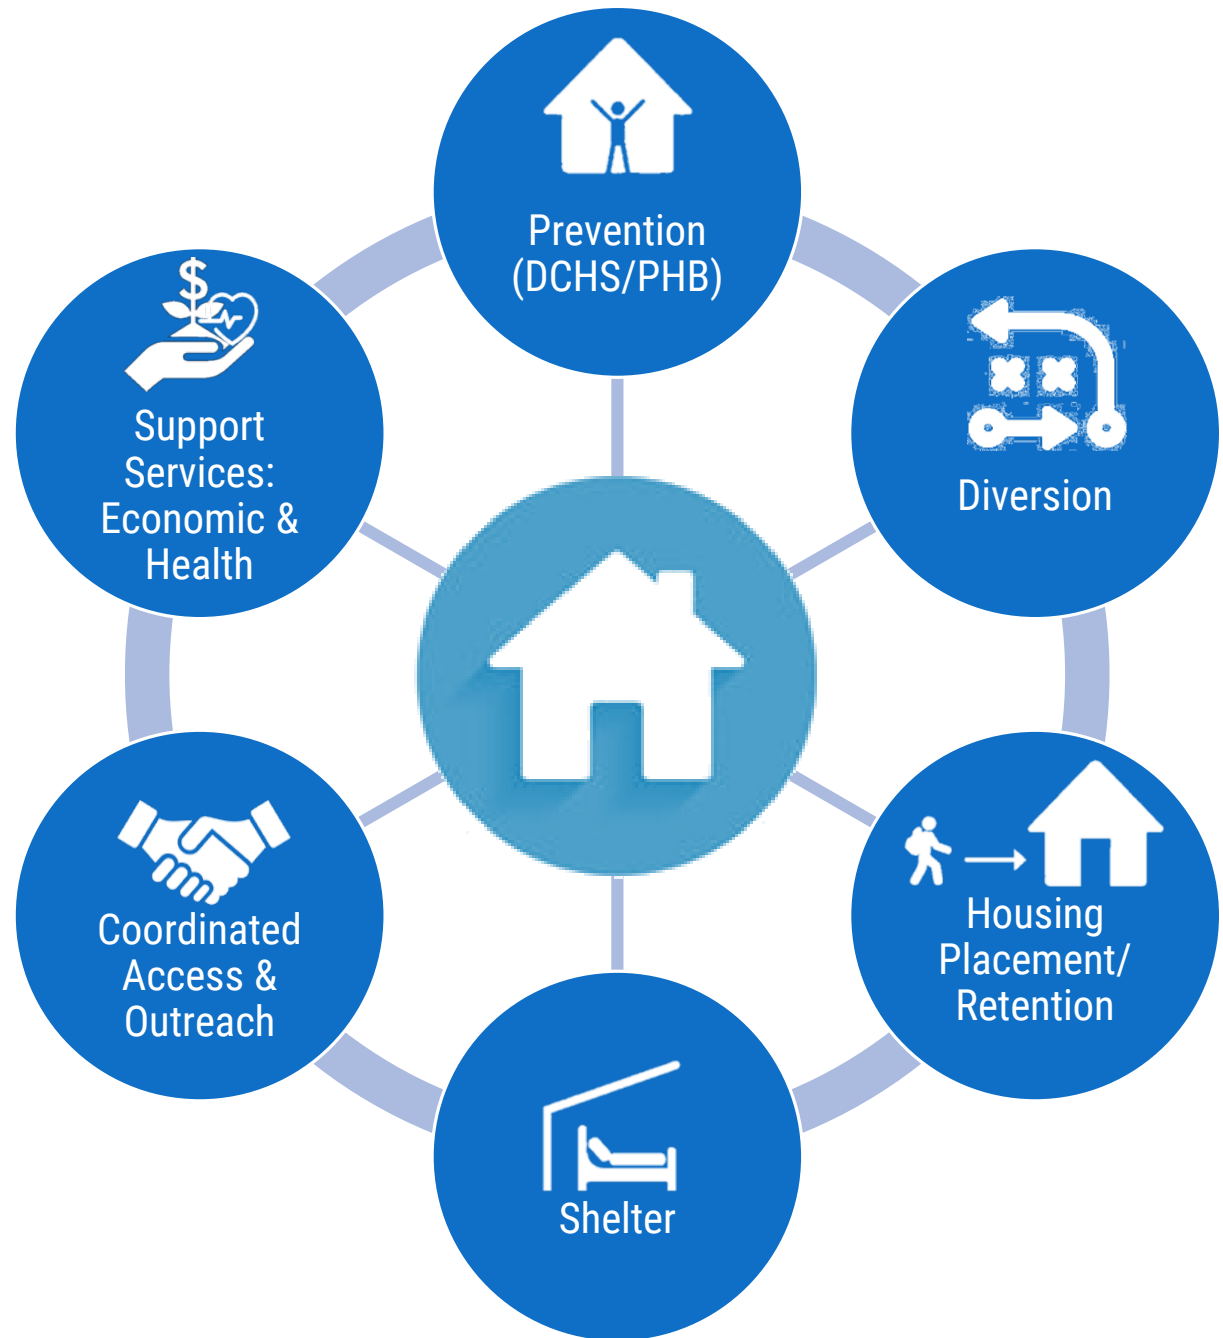 Prevention
(DCHS/PHB)
Diversion
Housing
Placement/
Retention
Shelter
Coordinated
Access &
Outreach
Support
Services:
Economic &
Health
$